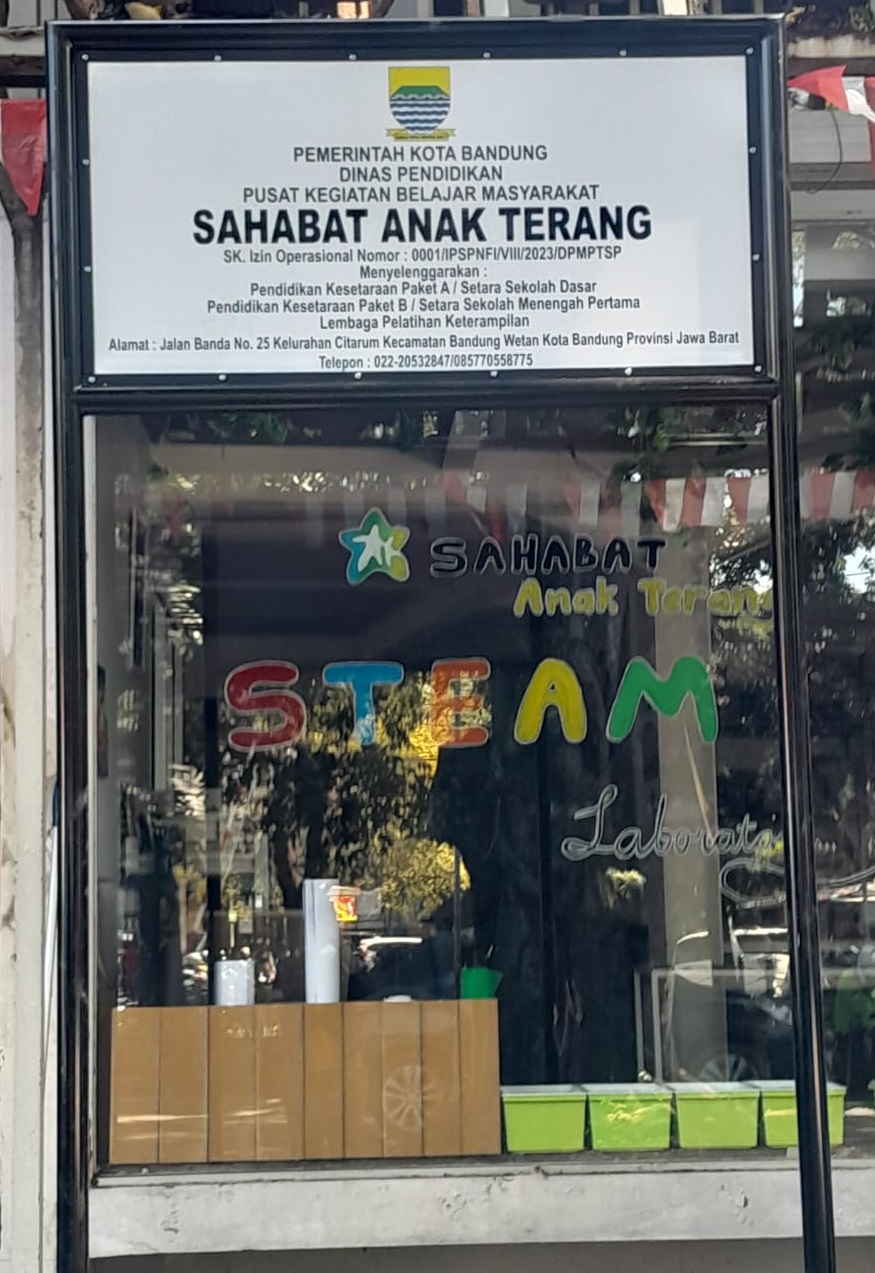 PEMERINTAH KOTA BANDUNG
DINAS PENDIDIKAN
PUSAT KEGIATAN BELAJAR MASYARAKAT
SAHABAT ANAK TERANG
SK. Izin Operasional Nomor : 0001/IPSPNFI/VIII/2023/DPMPTSP
Menyelenggarakan :
Pendidikan Kesetaraan Paket A / Setara Sekolah Dasar
Pendidikan Kesetaraan Paket B / Setara Sekolah Menengah Pertama
Lembaga Pelatihan Keterampilan
Alamat : Jalan Banda No. 25 Kelurahan Citarum Kecamatan Bandung Wetan Kota Bandung Provinsi Jawa Barat
Telepon : 022-20532847/085770558775
SAHABAT
Anak Terang
STEAM
Laborato